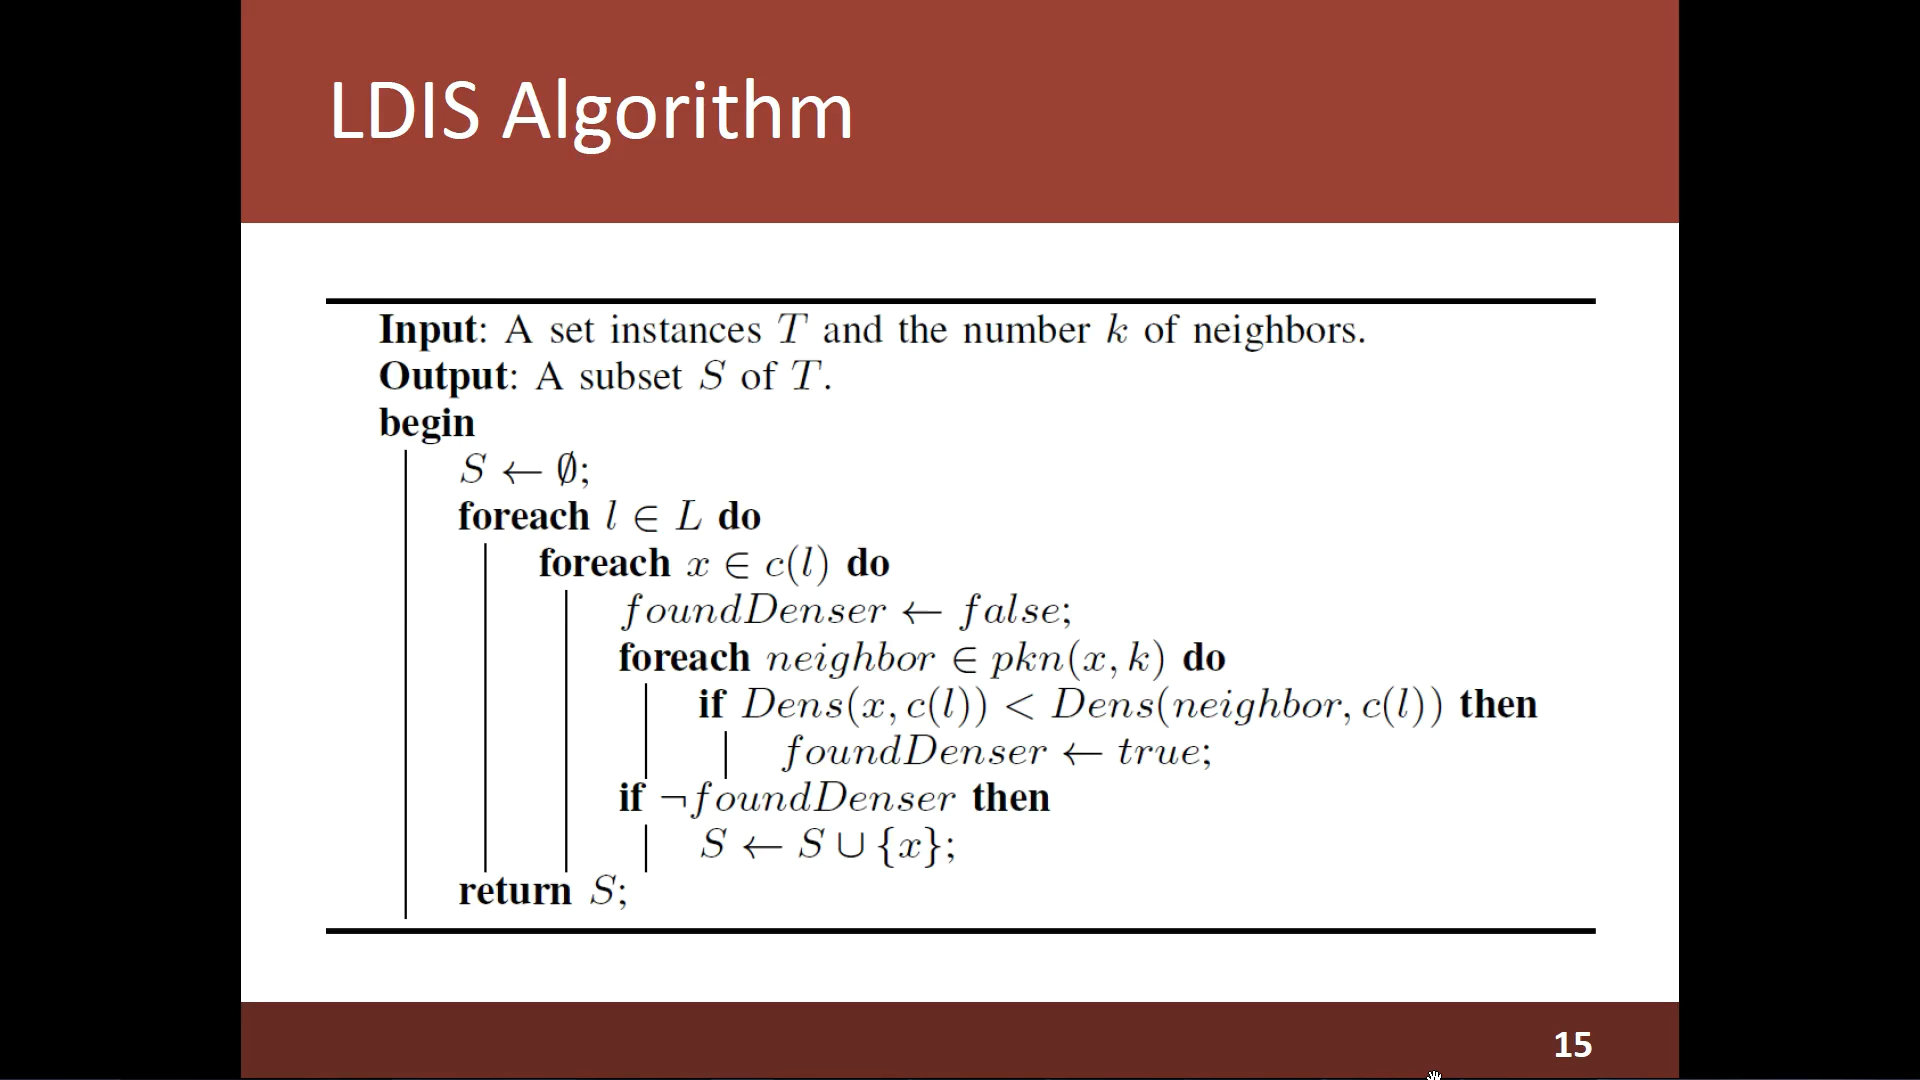 LDIS Algorithm
Input: A set instances T and the number k of neighbors.
Output: A subset S of T.
begin
S ← ∅;
foreach l ∈ L do
foreach x ∈ c(l) do
foundDenser ← false;
foreach neighbor ∈ pkn(x, k) do
if Dens(x, c(l)) < Dens(neighbor, c(l)) then
foundDenser ← true;
if ¬foundDenser then
S ← S ∪ {x};
return S;
15